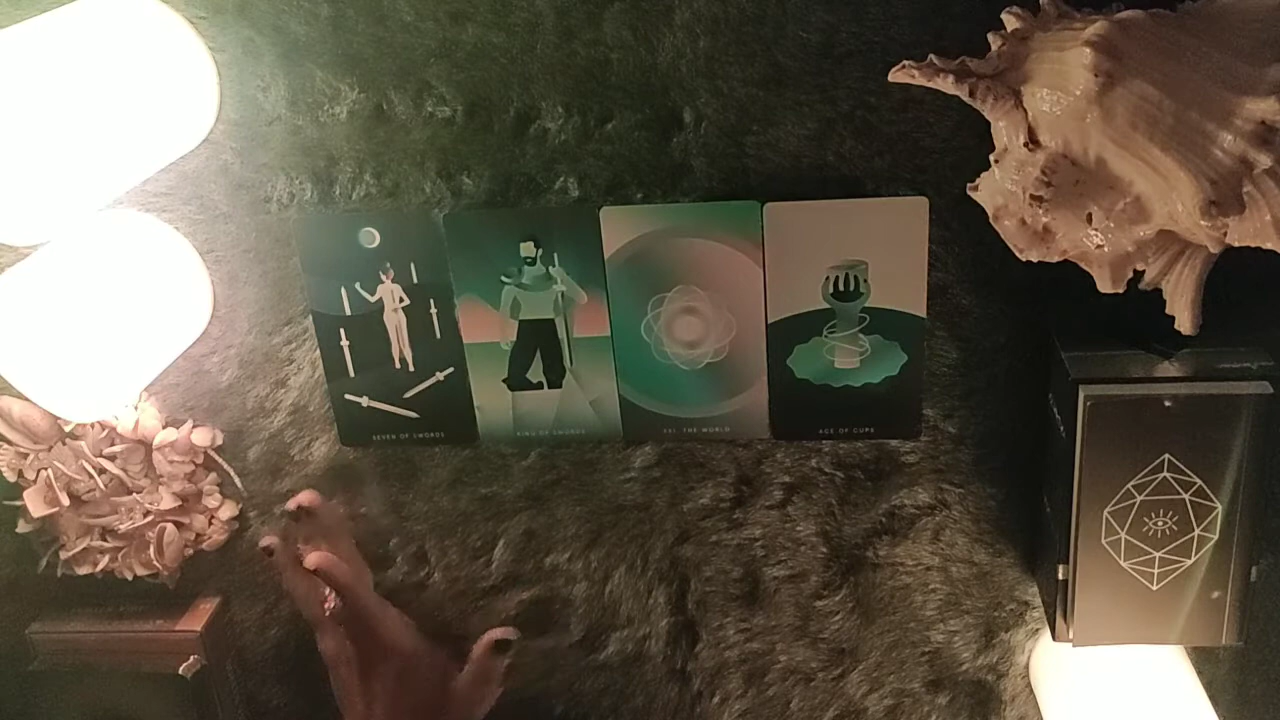 SEVEN OF SWORDS
KING OF SWORDS
XXI. THE WORLD
ACE OF CUPS